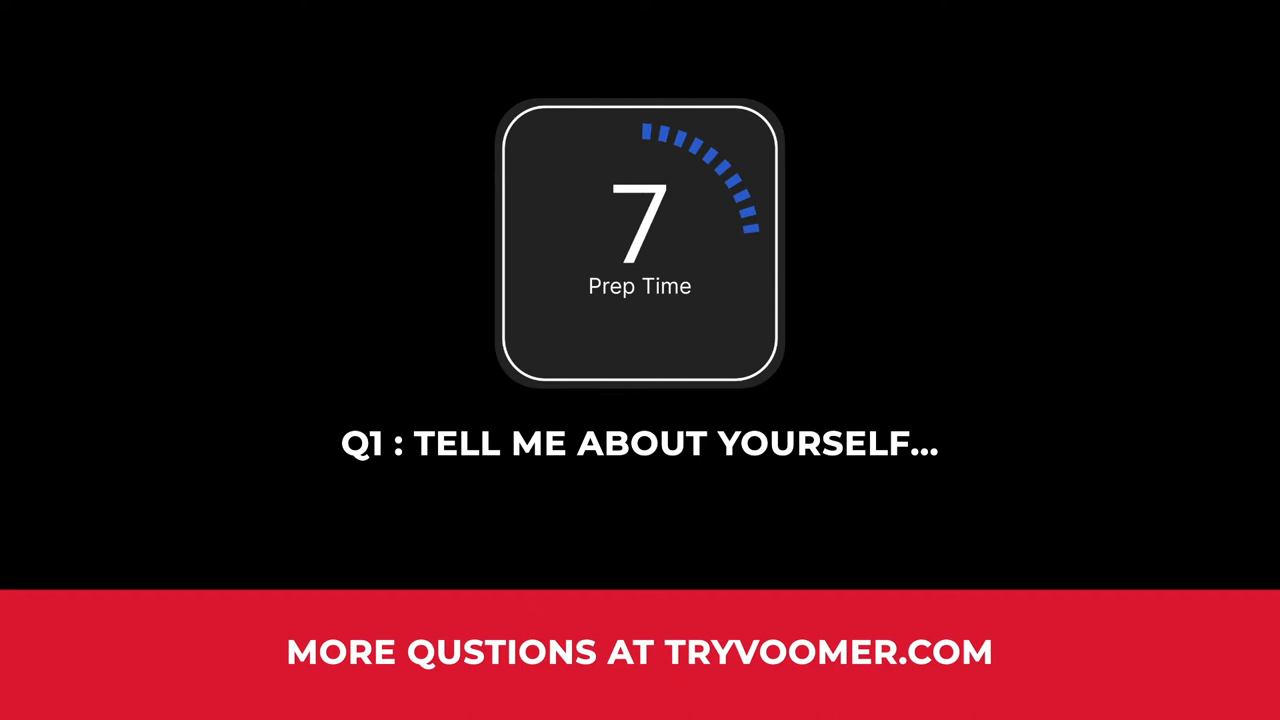 7
Prep Time
Q1 : TELL ME ABOUT YOURSELF...
MORE QUSTIONS AT TRYVOOMER.COM